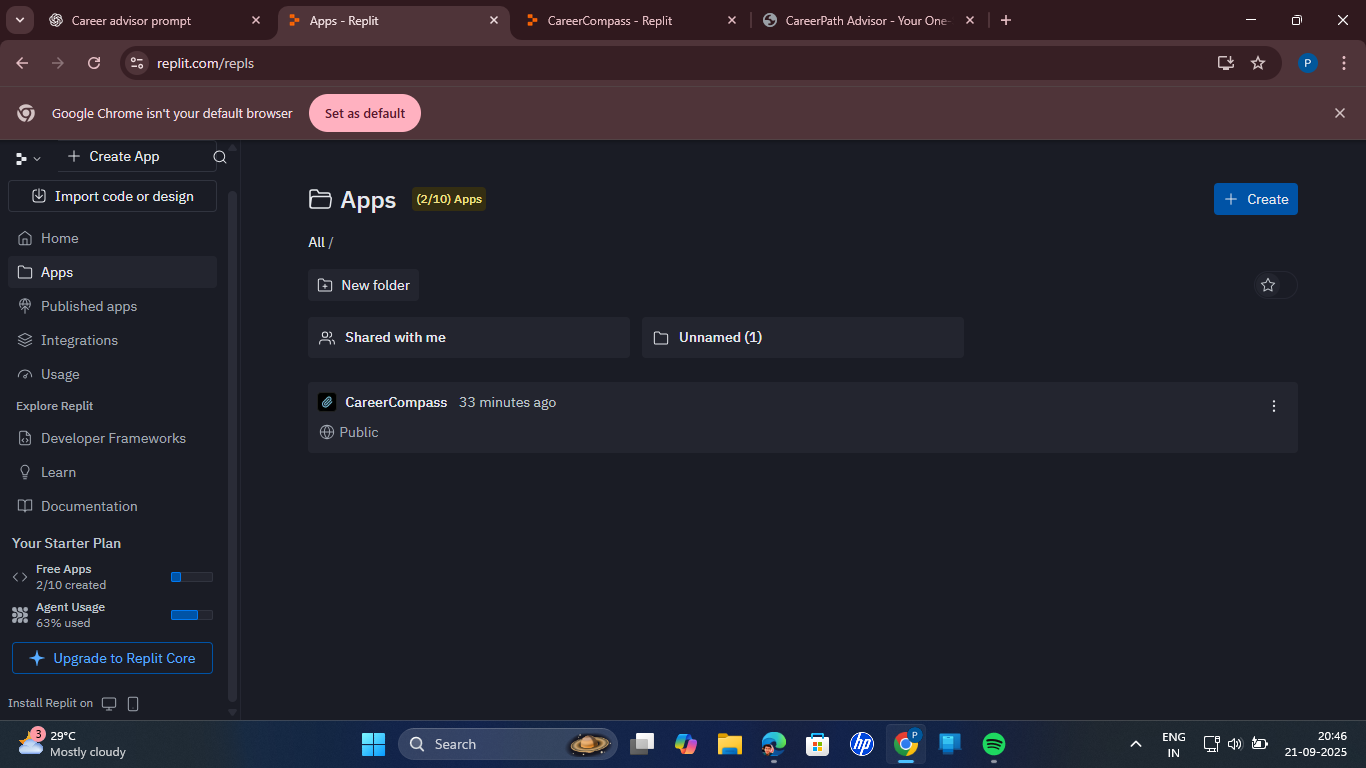 Career advisor prompt
Apps - Replit
CareerCompass - Replit
CareerPath Advisor - Your One-
replit.com/repls
P
Google Chrome isn't your default browser
Set as default
Create App
Import code or design
Home
Apps
Published apps
Integrations
Usage
Explore Replit
Developer Frameworks
Learn
Documentation
Your Starter Plan
Free Apps
2/10 created
Agent Usage
63% used
Upgrade to Replit Core
Install Replit on
Apps
(2/10) Apps
Create
All /
New folder
Shared with me
Unnamed (1)
CareerCompass 33 minutes ago
Public
3
29°C
Mostly cloudy
Search
hp
P
ENG
IN
20:46
21-09-2025